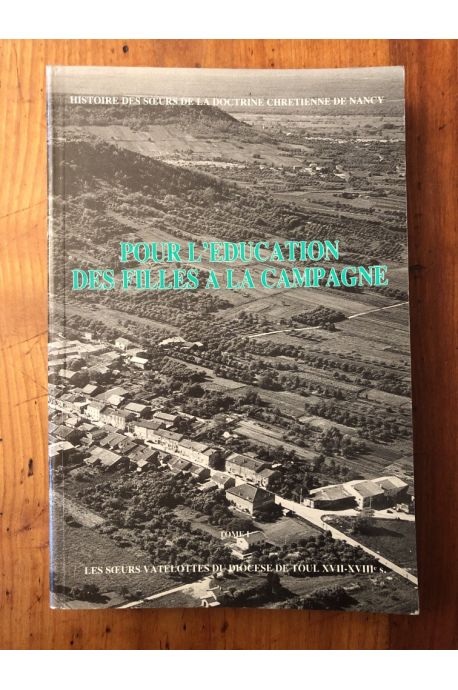 HISTOIRE DES SŒURS DE LA DOCTRINE CHRETIENNE DE NANCY
POUR L'EDUCATION
DES FILLES A LA CAMPAGNE
TOME I
LES SŒURS VATELOTTES DU DIOCESE DE TOUL XVII-XVIIIe s.